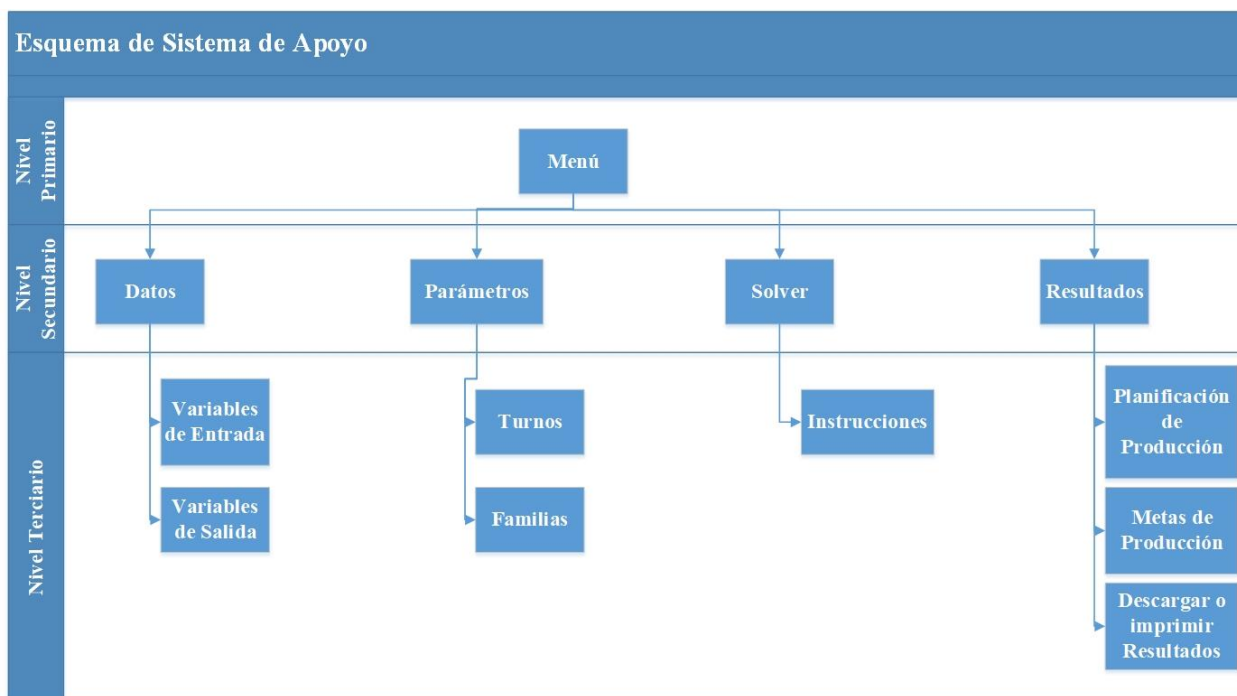 Esquema de Sistema de Apoyo
Nivel
Primario
Menú
Nivel
Secundario
Datos
Parámetros
Solver
Resultados
Nivel Terciario
Variables
de Entrada
Variables
de Salida
Turnos
Familias
Instrucciones
Planificación
de
Producción
Metas de
Producción
Descargar o
imprimir
Resultados